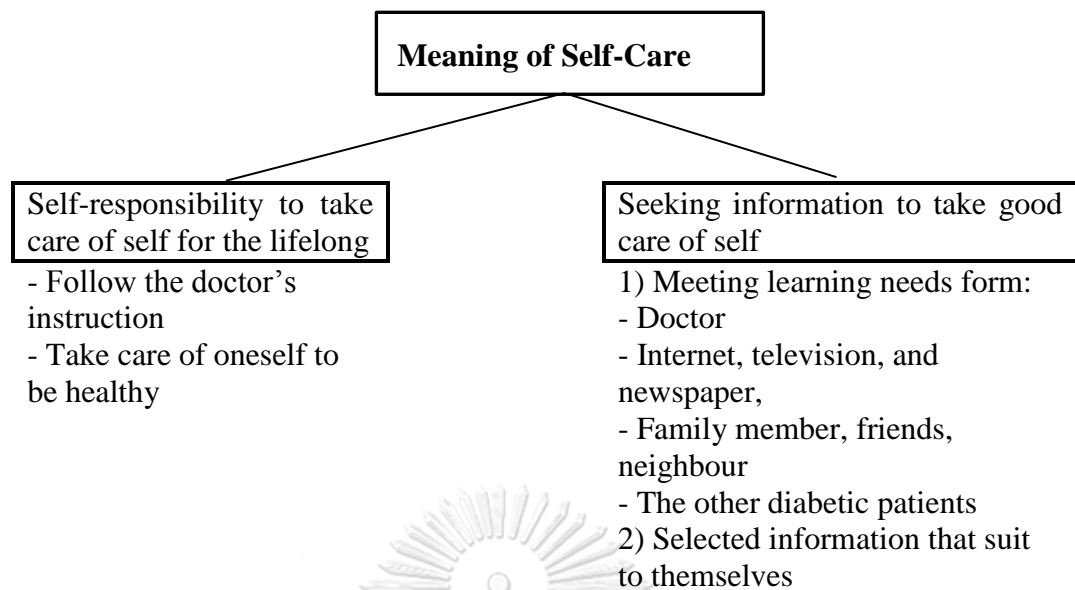 Meaning of Self-Care
Self-responsibility to take
care of self for the lifelong
- Follow the doctor’s
instruction
- Take care of oneself to
be healthy
Seeking information to take good
care of self
1) Meeting learning needs form:
- Doctor
- Internet, television, and
newspaper,
- Family member, friends,
neighbour
- The other diabetic patients
2) Selected information that suit
to themselves